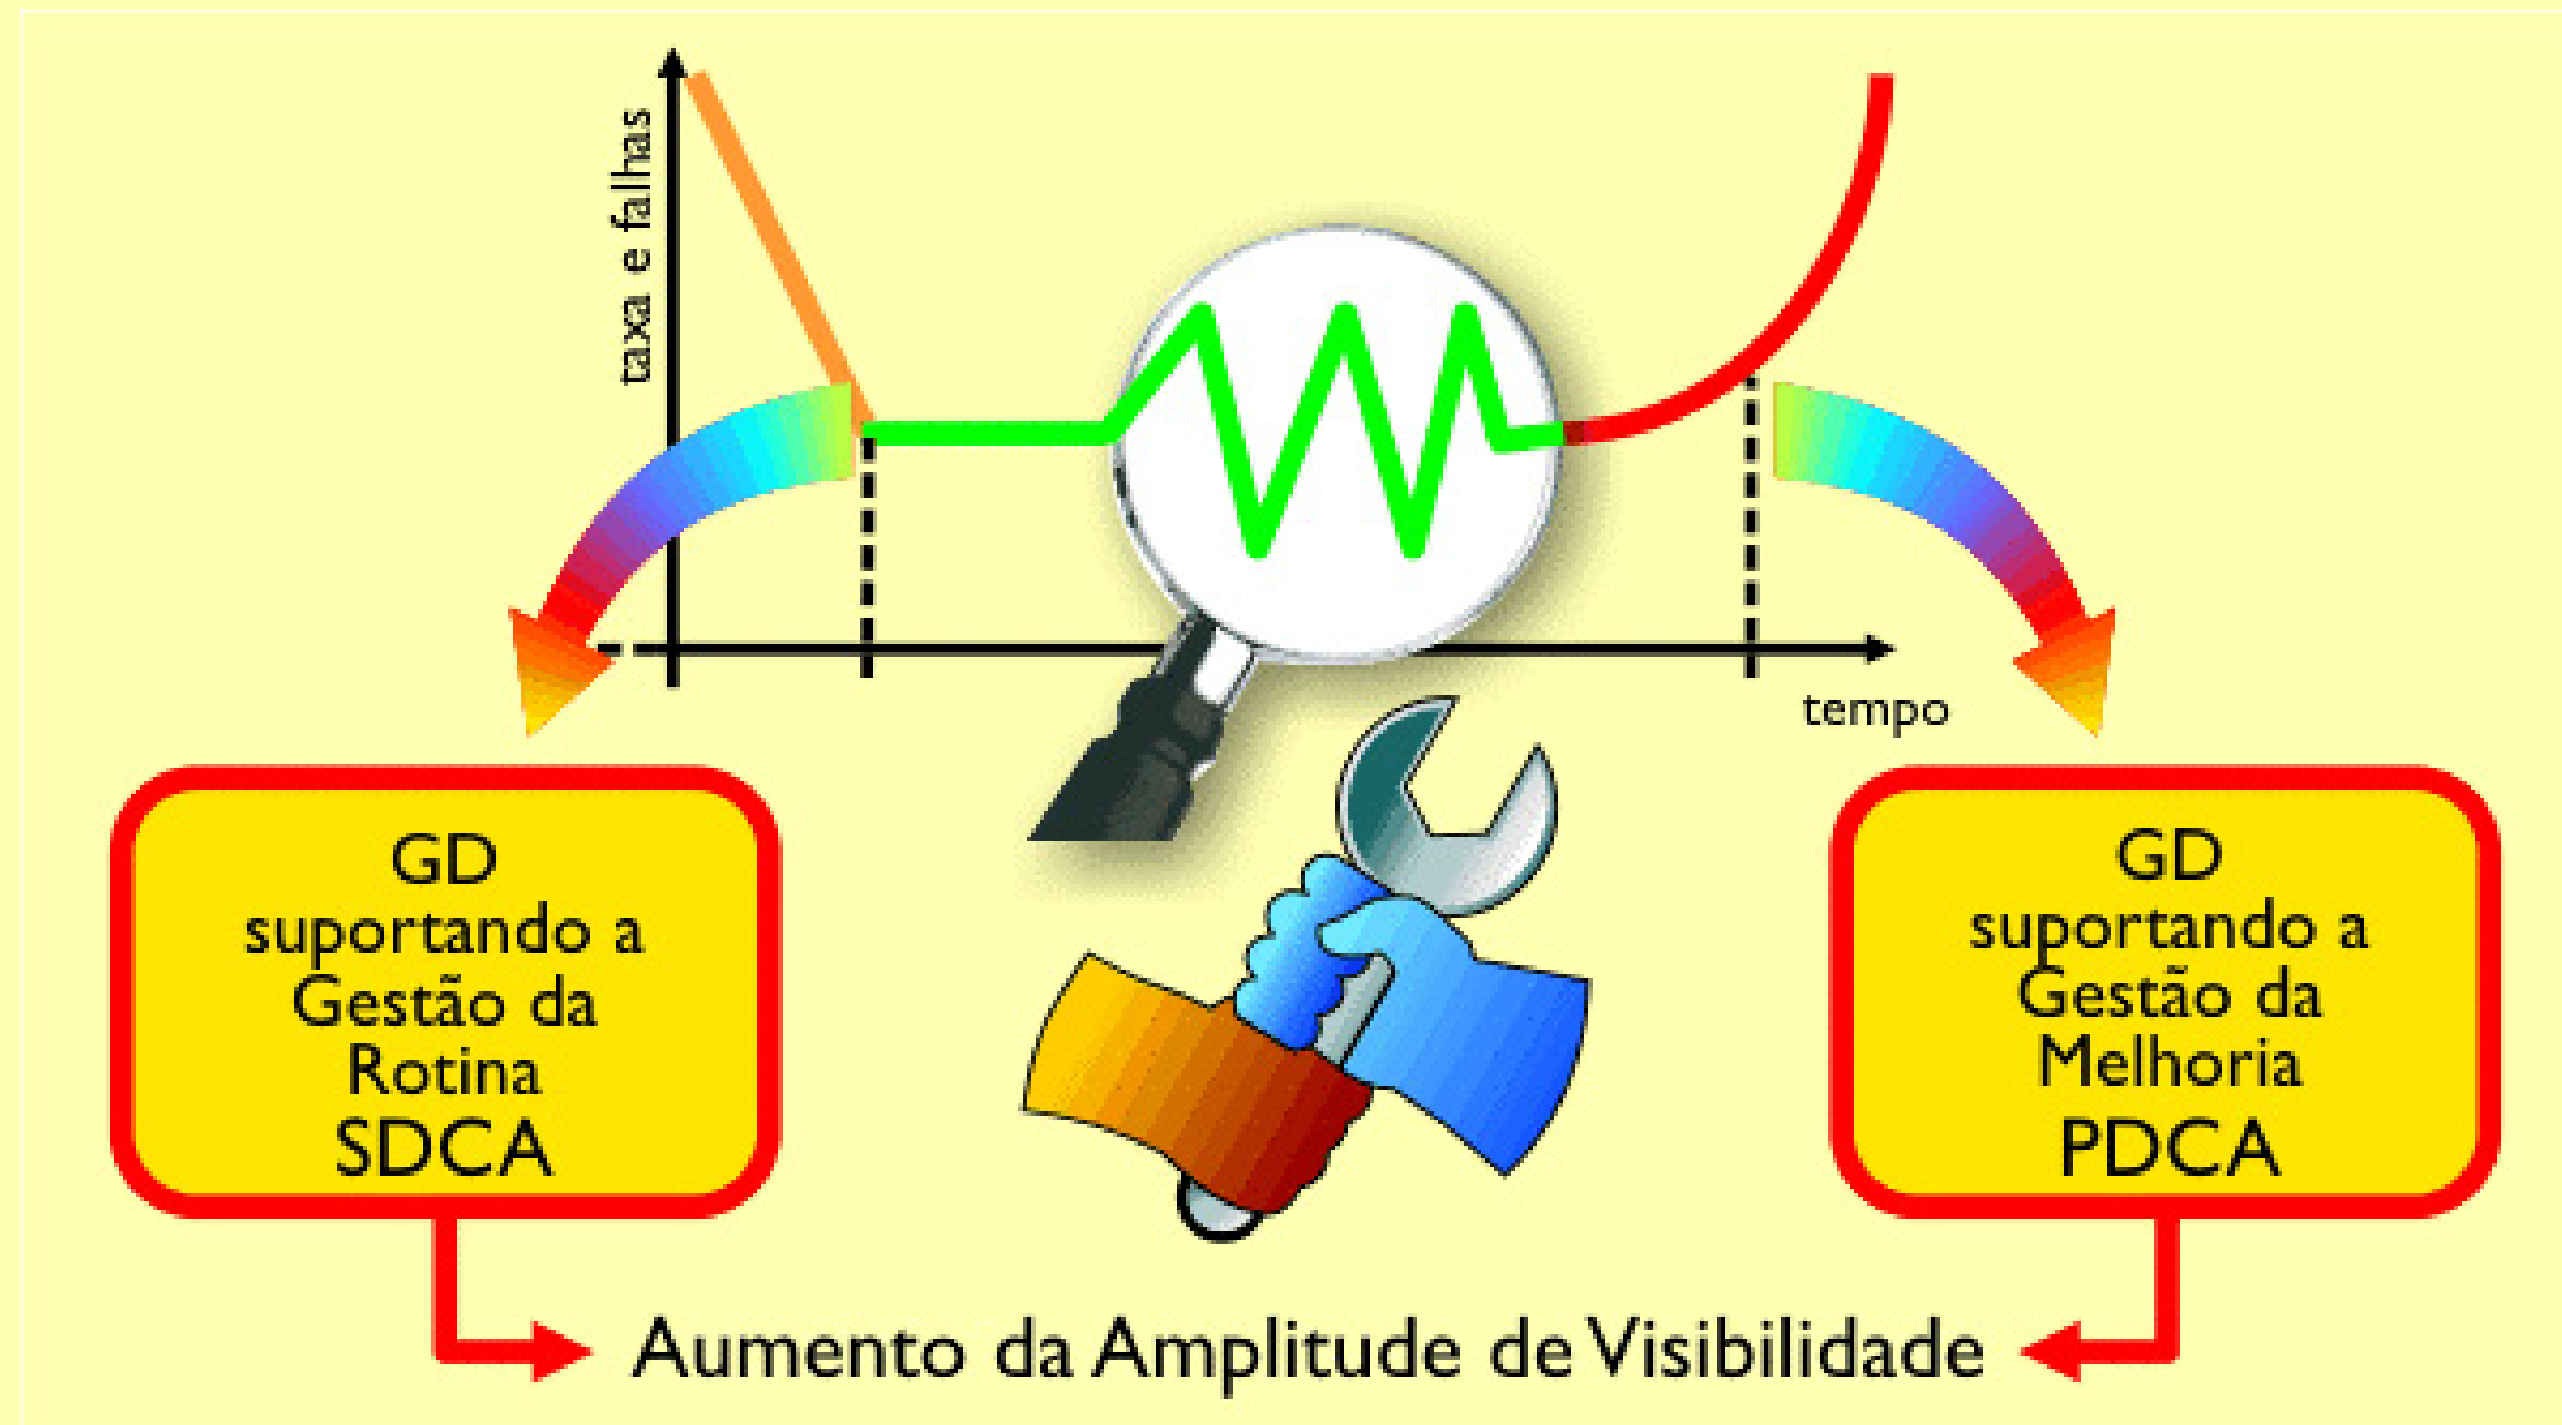 taxa e falhas
tempo
GD
suportando a
Gestão da
Rotina
SDCA
GD
suportando a
Gestão da
Melhoria
PDCA
Aumento da Amplitude de Visibilidade